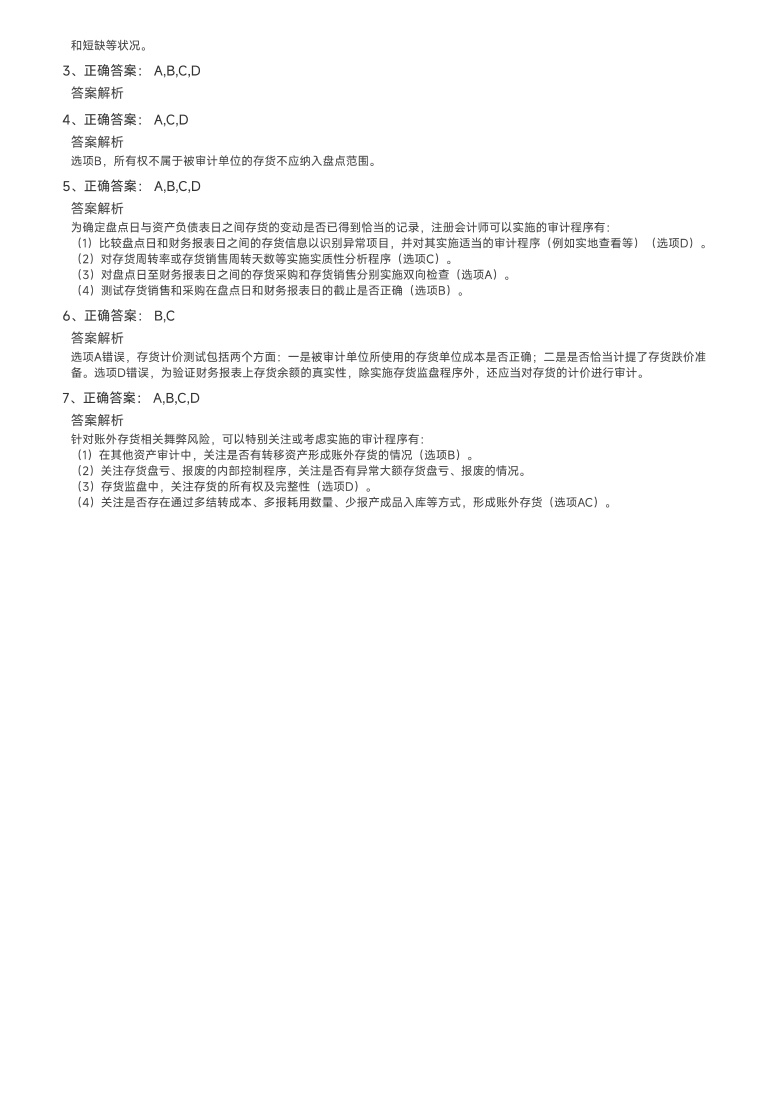 和短缺等状况。
3、正确答案： A,B,C,D
答案解析
4、正确答案： A,C,D
答案解析
选项B，所有权不属于被审计单位的存货不应纳入盘点范围。
5、正确答案： A,B,C,D
答案解析
为确定盘点日与资产负债表日之间存货的变动是否已得到恰当的记录，注册会计师可以实施的审计程序有：
（1）比较盘点日和财务报表日之间的存货信息以识别异常项目，并对其实施适当的审计程序（例如实地查看等）（选项D）。
（2）对存货周转率或存货销售周转天数等实施实质性分析程序（选项C）。
（3）对盘点日至财务报表日之间的存货采购和存货销售分别实施双向检查（选项A）。
（4）测试存货销售和采购在盘点日和财务报表日的截止是否正确（选项B）。
6、正确答案： B,C
答案解析
选项A错误，存货计价测试包括两个方面：一是被审计单位所使用的存货单位成本是否正确；二是是否恰当计提了存货跌价准
备。选项D错误，为验证财务报表上存货余额的真实性，除实施存货监盘程序外，还应当对存货的计价进行审计。
7、正确答案： A,B,C,D
答案解析
针对账外存货相关舞弊风险，可以特别关注或考虑实施的审计程序有：
（1）在其他资产审计中，关注是否有转移资产形成账外存货的情况（选项B）。
（2）关注存货盘亏、报废的内部控制程序，关注是否有异常大额存货盘亏、报废的情况。
（3）存货监盘中，关注存货的所有权及完整性（选项D）。
（4）关注是否存在通过多结转成本、多报耗用数量、少报产成品入库等方式，形成账外存货（选项AC）。